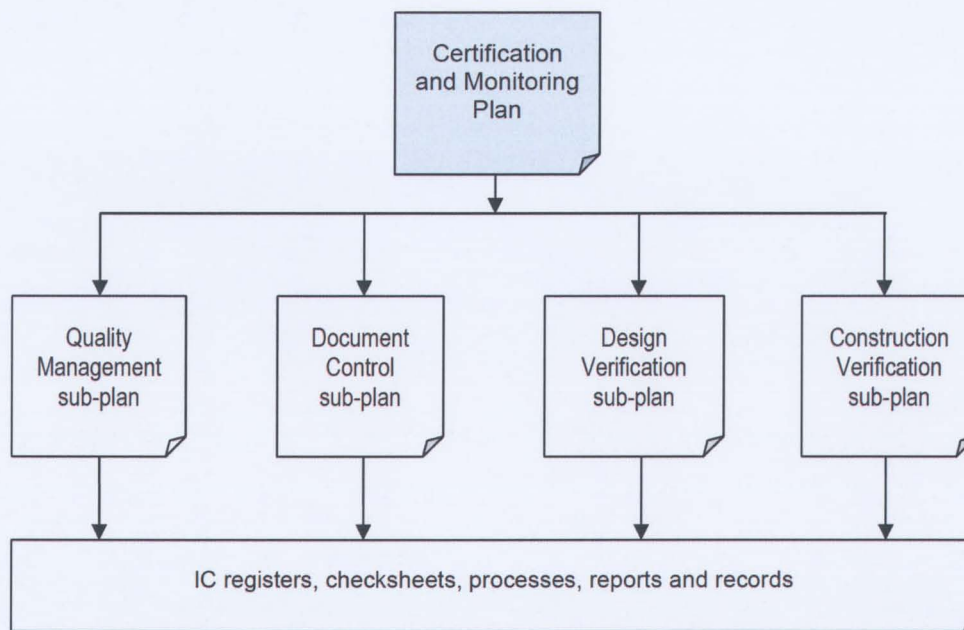 Certification
and Monitoring
Plan
Quality
Management
sub-plan
Document
Control
sub-plan
Design
Verification
sub-plan
Construction
Verification
sub-plan
IC registers, checksheets, processes, reports and records